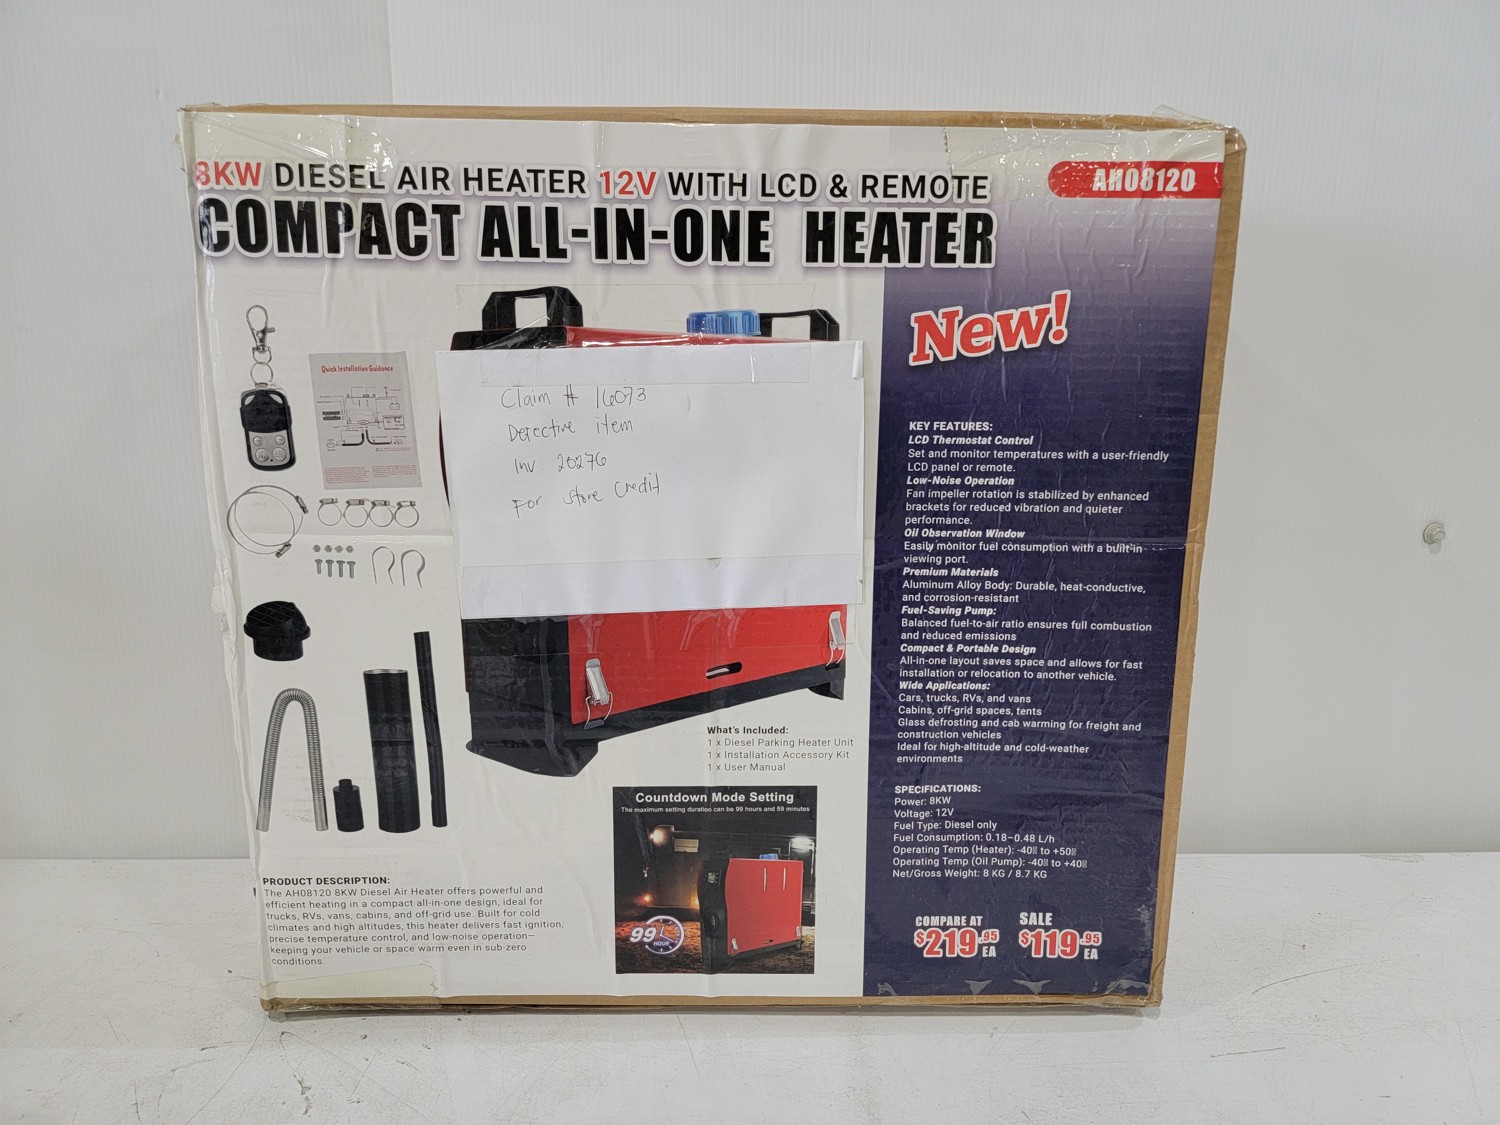 8KW DIESEL AIR HEATER 12V WITH LCD & REMOTE
COMPACT ALL-IN-ONE HEATER
AH08120
New!
Quick Installation Guidance
Claim # 16073
Defective item
Inv. 20276
For store credit
KEY FEATURES:
LCD Thermostat Control
Set and monitor temperatures with a user-friendly
LCD panel or remote.
Low-Noise Operation
Fan impeller rotation is stabilized by enhanced
brackets for reduced vibration and quieter
performance.
Oil Observation Window
Easily monitor fuel consumption with a built-in
viewing port.
Premium Materials
Aluminum Alloy Body: Durable, heat-conductive,
and corrosion-resistant
Fuel-Saving Pump:
Balanced fuel-to-air ratio ensures full combustion
and reduced emissions
Compact & Portable Design
All-in-one layout saves space and allows for fast
installation or relocation to another vehicle.
Wide Applications:
Cars, trucks, RVs, and vans
Cabins, off-grid spaces, tents
Glass defrosting and cab warming for freight and
construction vehicles
Ideal for high-altitude and cold-weather
environments
SPECIFICATIONS:
Power: 8KW
Voltage: 12V
Fuel Type: Diesel only
Fuel Consumption: 0.18–0.48 L/h
Operating Temp (Heater): -40▯ to +50▯
Operating Temp (Oil Pump): -40▯ to +40▯
Net/Gross Weight: 8 KG / 8.7 KG
COMPARE AT
$219.95 EA
SALE
$119.95 EA
What's Included:
1 x Diesel Parking Heater Unit
1 x Installation Accessory Kit
1 x User Manual
Countdown Mode Setting
The maximum setting duration can be 99 hours and 59 minutes
99 HOUR
PRODUCT DESCRIPTION:
The AH08120 8KW Diesel Air Heater offers powerful and
efficient heating in a compact all-in-one design, ideal for
trucks, RVs, vans, cabins, and off-grid use. Built for cold
climates and high altitudes, this heater delivers fast ignition,
precise temperature control, and low-noise operation—
keeping your vehicle or space warm even in sub-zero
conditions.